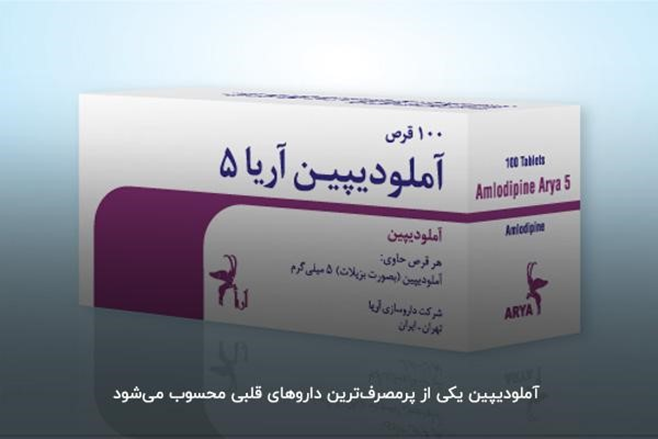 ۱۰۰ قرص
آملودیپین آریا ۵
آملودیپین
هر قرص حاوی:
آملودیپین (بصورت بزیلات) ۵ میلی گرم
شرکت داروسازی آریا
تهران ـ ایران
آریا
100 Tablets
Amlodipine Arya 5
Amlodipine
ARYA
آملودیپین یکی از پرمصرف‌ترین داروهای قلبی محسوب می‌شود